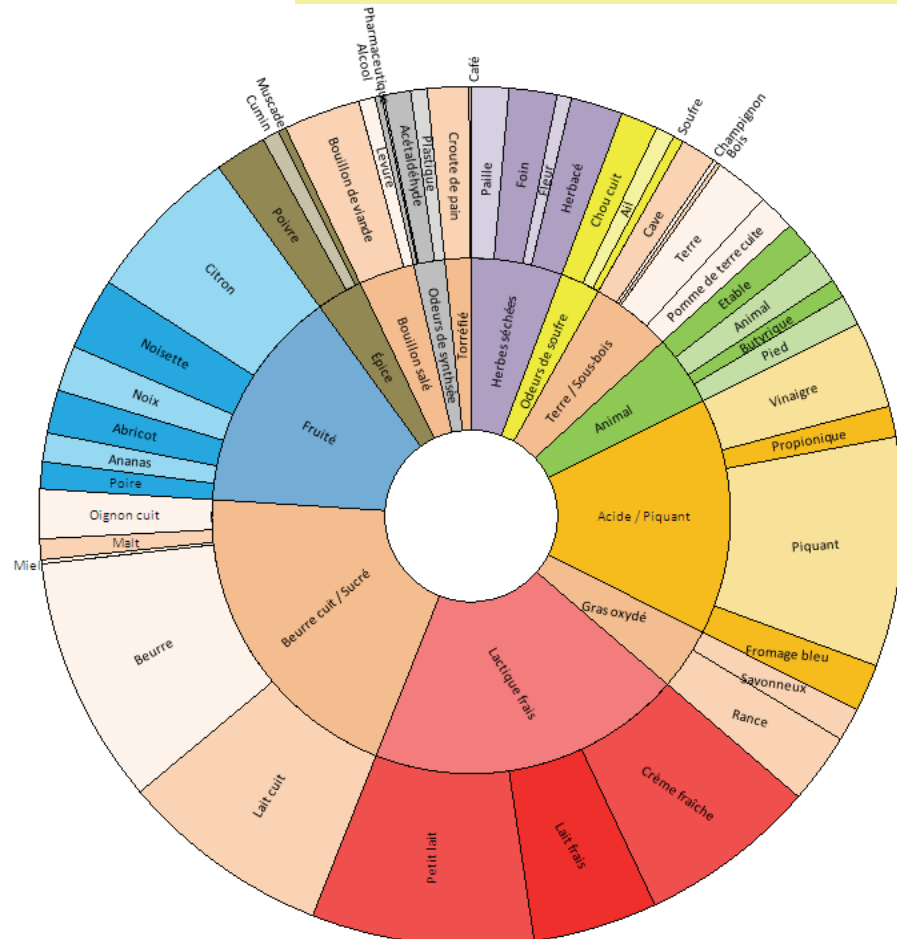 Herbes séchées
Paille
Foin
Fleur
Herbacé
Odeurs de soufre
Chou cuit
Ail
Soufre
Terre / Sous-bois
Cave
Champignon
Bois
Terre
Pomme de terre cuite
Animal
Etable
Animal
Butyrique
Pied
Acide / Piquant
Vinaigre
Propionique
Piquant
Fromage bleu
Gras oxydé
Savonneux
Rance
Lactique frais
Crème fraîche
Lait frais
Petit lait
Beurre cuit / Sucré
Lait cuit
Beurre
Miel
Malt
Oignon cuit
Fruité
Poire
Ananas
Abricot
Noix
Noisette
Citron
Épice
Poivre
Cumin
Muscade
Bouillon salé
Bouillon de viande
Levure
Odeurs de synthsée
Alcool
Pharmaceutique
Acétaldéhyde
Plastique
Torréfié
Croute de pain
Café